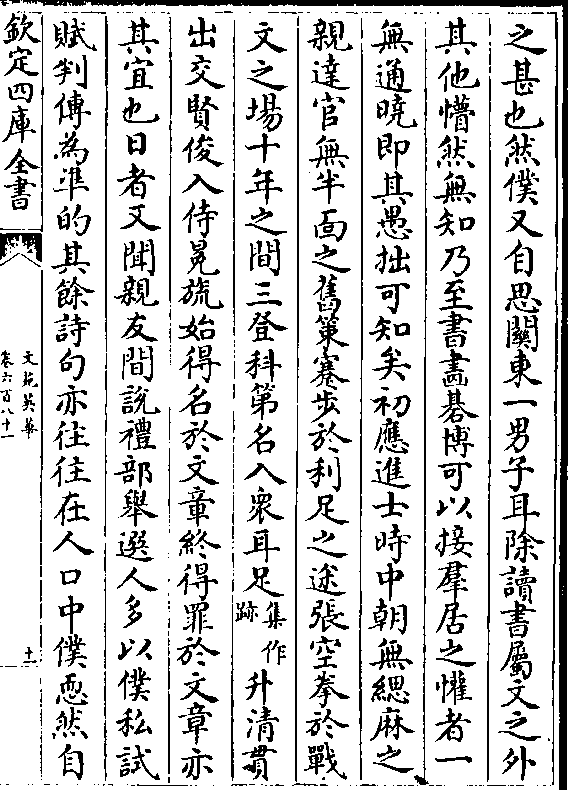 之甚也然僕又自思關東一男子耳除讀書屬文之外
其他懵然無知乃至書畫碁博可以接羣居之懽者一
無通曉即其愚拙可知矣初應進士時中朝無緦麻之
親達官無半面之舊策蹇步於利足之途張空拳於戰
文之場十年之間三登科第名入衆耳足集作跡升清貫
出交賢俊入侍冕旒始得名於文章終得罪於文章亦
其宜也日者又聞親友間說禮部舉選人多以僕私試
賦判傳為準的其餘詩句亦往往在人口中僕恧然自
欽定四庫全書
文苑英華
卷六百八十一
十一